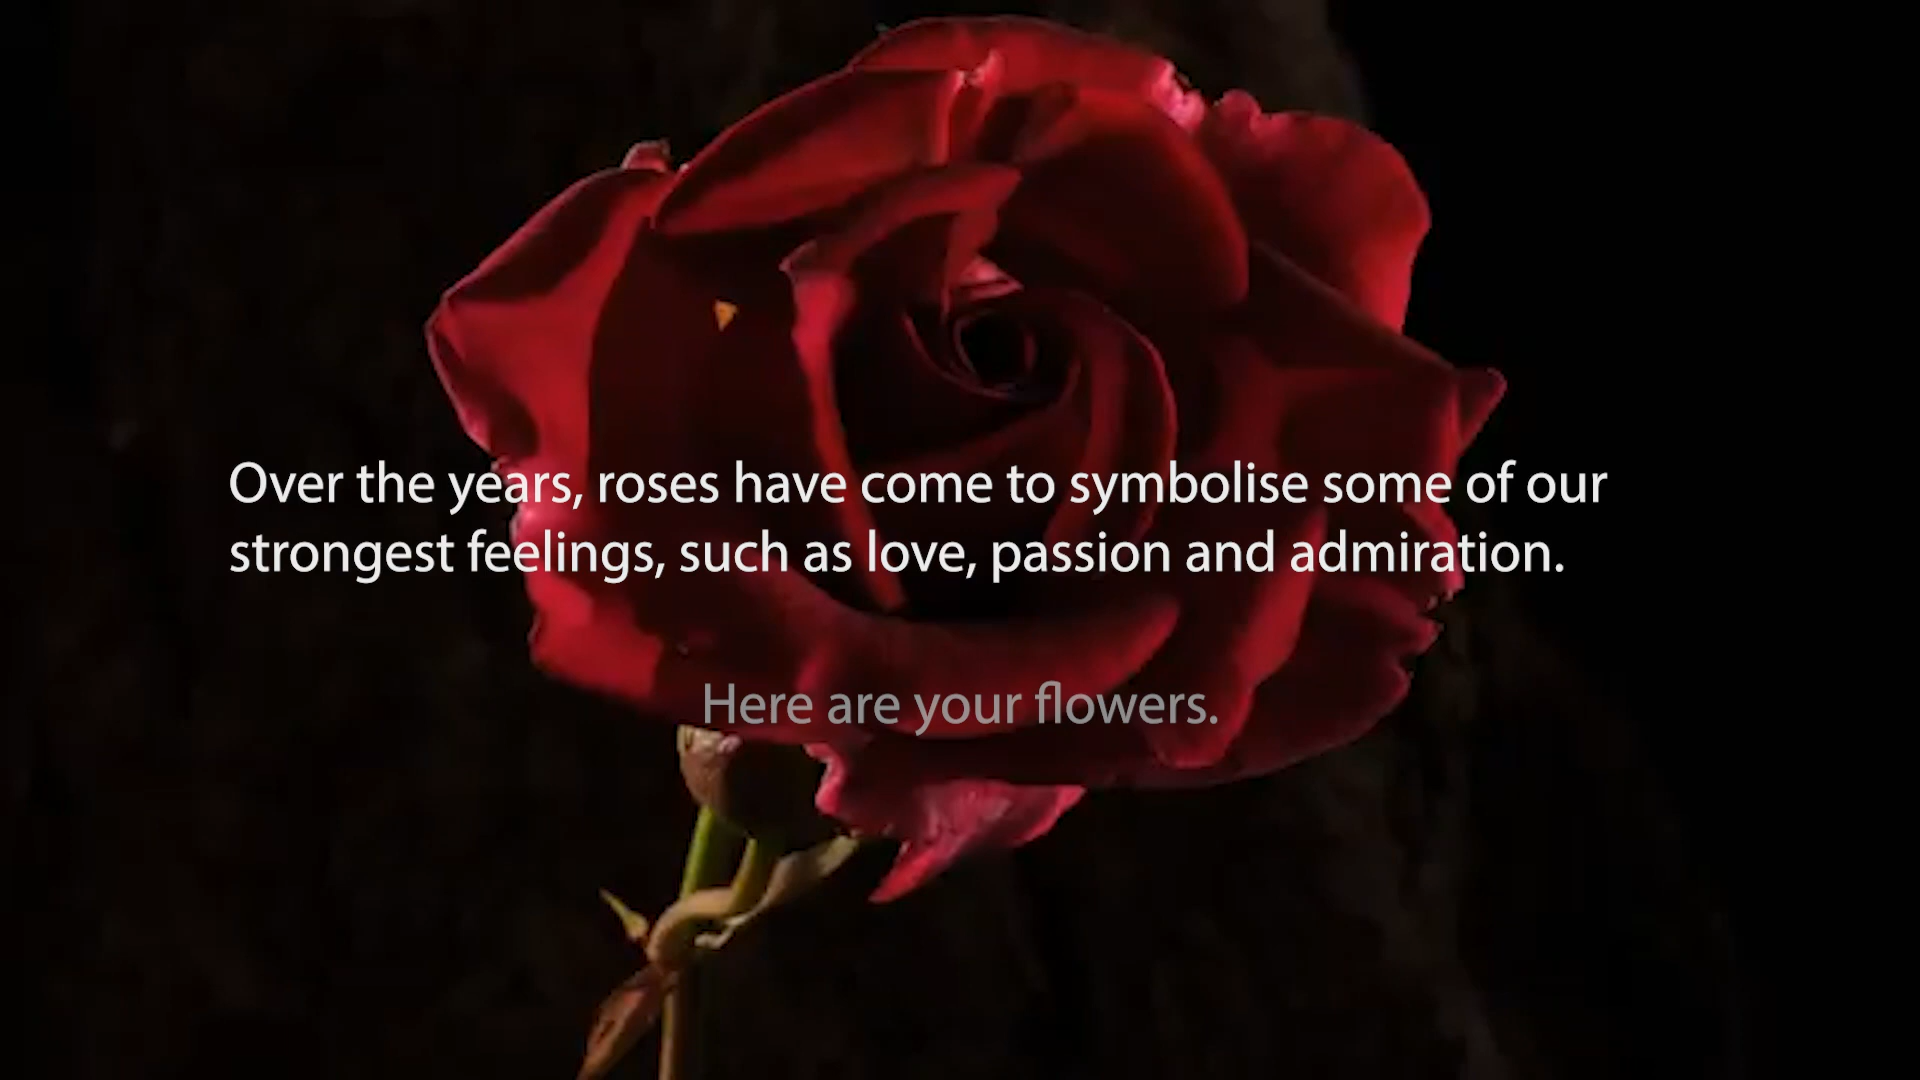 Over the years, roses have come to symbolise some of our
strongest feelings, such as love, passion and admiration.
Here are your flowers.